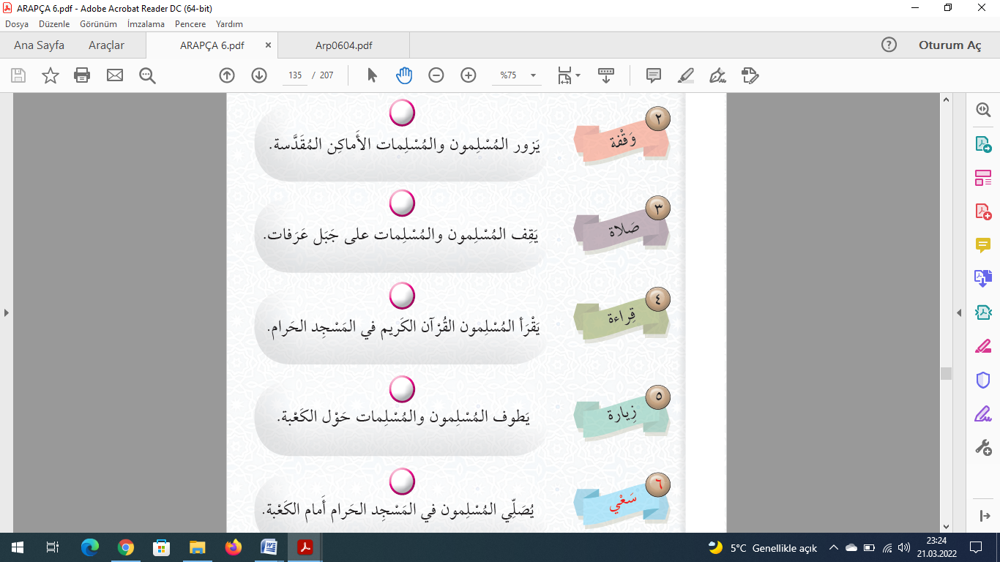 ARAPÇA 6.pdf - Adobe Acrobat Reader DC (64-bit)
Dosya Düzenle Görünüm İmzalama Pencere Yardım
Ana Sayfa Araçlar ARAPÇA 6.pdf × Arp0604.pdf Oturum Aç
135 / 207 %75
٢ وَقْفة
يَزور المُسْلِمون والمُسْلِمات الأَماكِن المُقَدَّسة.
٣ صَلاة
يَقِف المُسْلِمون والمُسْلِمات على جَبَل عَرَفات.
٤ قِراءة
يَقْرَأ المُسْلِمون القُرْآن الكَريم في المَسْجِد الحَرام.
٥ زِيارة
يَطوف المُسْلِمون والمُسْلِمات حَوْل الكَعْبة.
٦ سَعْي
يُصَلِّي المُسْلِمون في المَسْجِد الحَرام أَمام الكَعْبة.
5°C Genellikle açık
23:24
21.03.2022